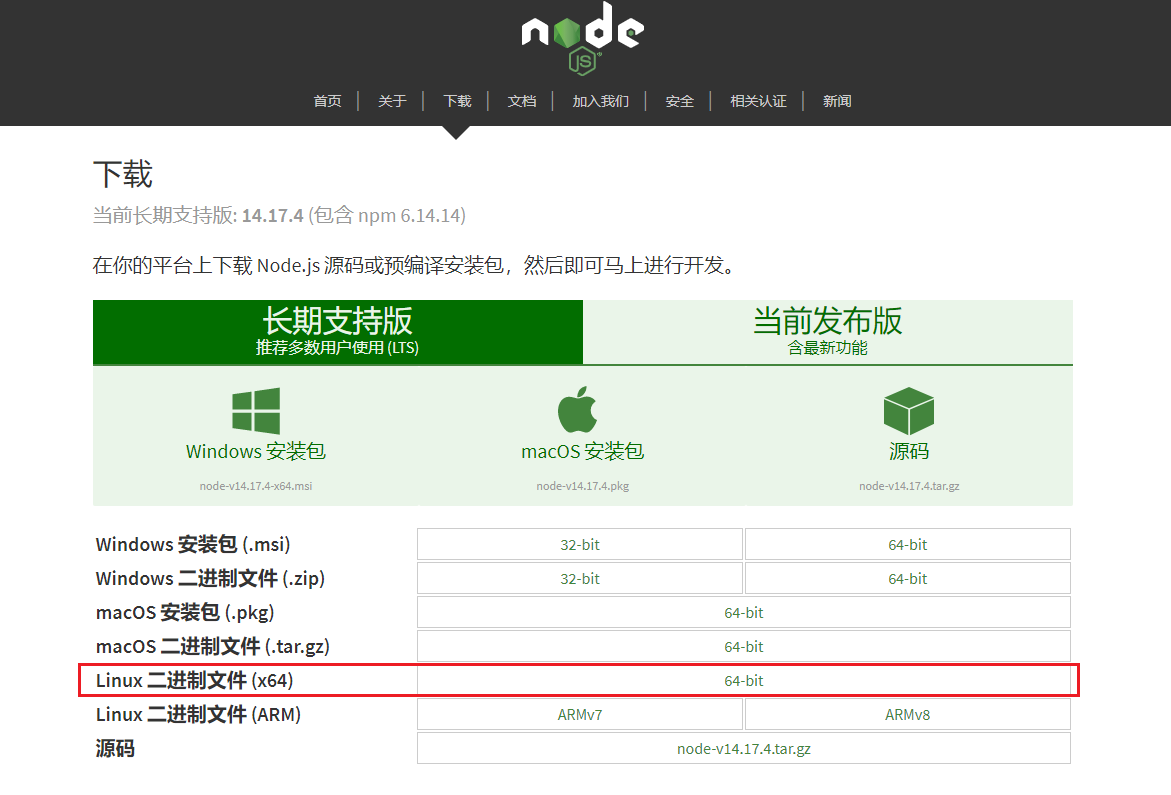 node
JS
首页 关于 下载 文档 加入我们 安全 相关认证 新闻
下载
当前长期支持版: 14.17.4 (包含 npm 6.14.14)
在你的平台上下载 Node.js 源码或预编译安装包，然后即可马上进行开发。
长期支持版
推荐多数用户使用 (LTS)
当前发布版
含最新功能
Windows 安装包
node-v14.17.4-x64.msi
macOS 安装包
node-v14.17.4.pkg
源码
node-v14.17.4.tar.gz
Windows 安装包 (.msi) 32-bit 64-bit
Windows 二进制文件 (.zip) 32-bit 64-bit
macOS 安装包 (.pkg) 64-bit
macOS 二进制文件 (.tar.gz) 64-bit
Linux 二进制文件 (x64) 64-bit
Linux 二进制文件 (ARM) ARMv7 ARMv8
源码 node-v14.17.4.tar.gz